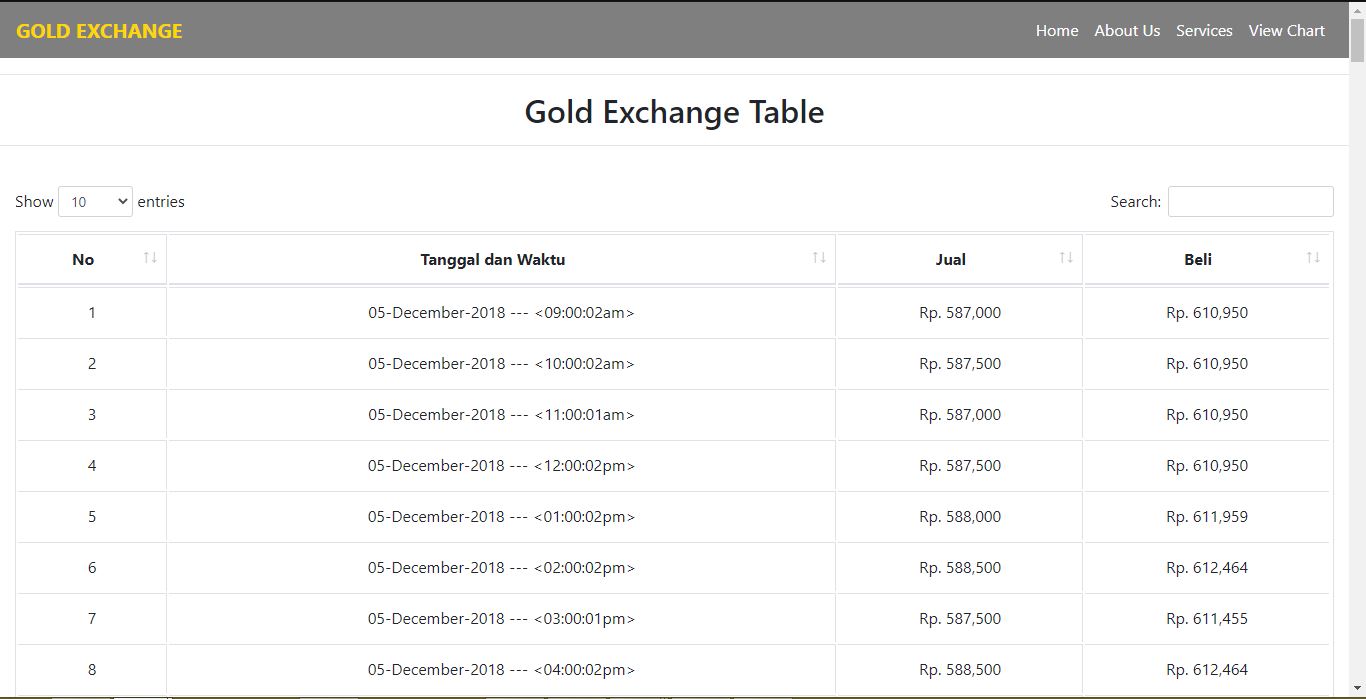 GOLD EXCHANGE Home About Us Services View Chart
Gold Exchange Table
Show 10 entries Search:
No Tanggal dan Waktu Jual Beli
1 05-December-2018 --- <09:00:02am> Rp. 587,000 Rp. 610,950
2 05-December-2018 --- <10:00:02am> Rp. 587,500 Rp. 610,950
3 05-December-2018 --- <11:00:01am> Rp. 587,000 Rp. 610,950
4 05-December-2018 --- <12:00:02pm> Rp. 587,500 Rp. 610,950
5 05-December-2018 --- <01:00:02pm> Rp. 588,000 Rp. 611,959
6 05-December-2018 --- <02:00:02pm> Rp. 588,500 Rp. 612,464
7 05-December-2018 --- <03:00:01pm> Rp. 587,500 Rp. 611,455
8 05-December-2018 --- <04:00:02pm> Rp. 588,500 Rp. 612,464